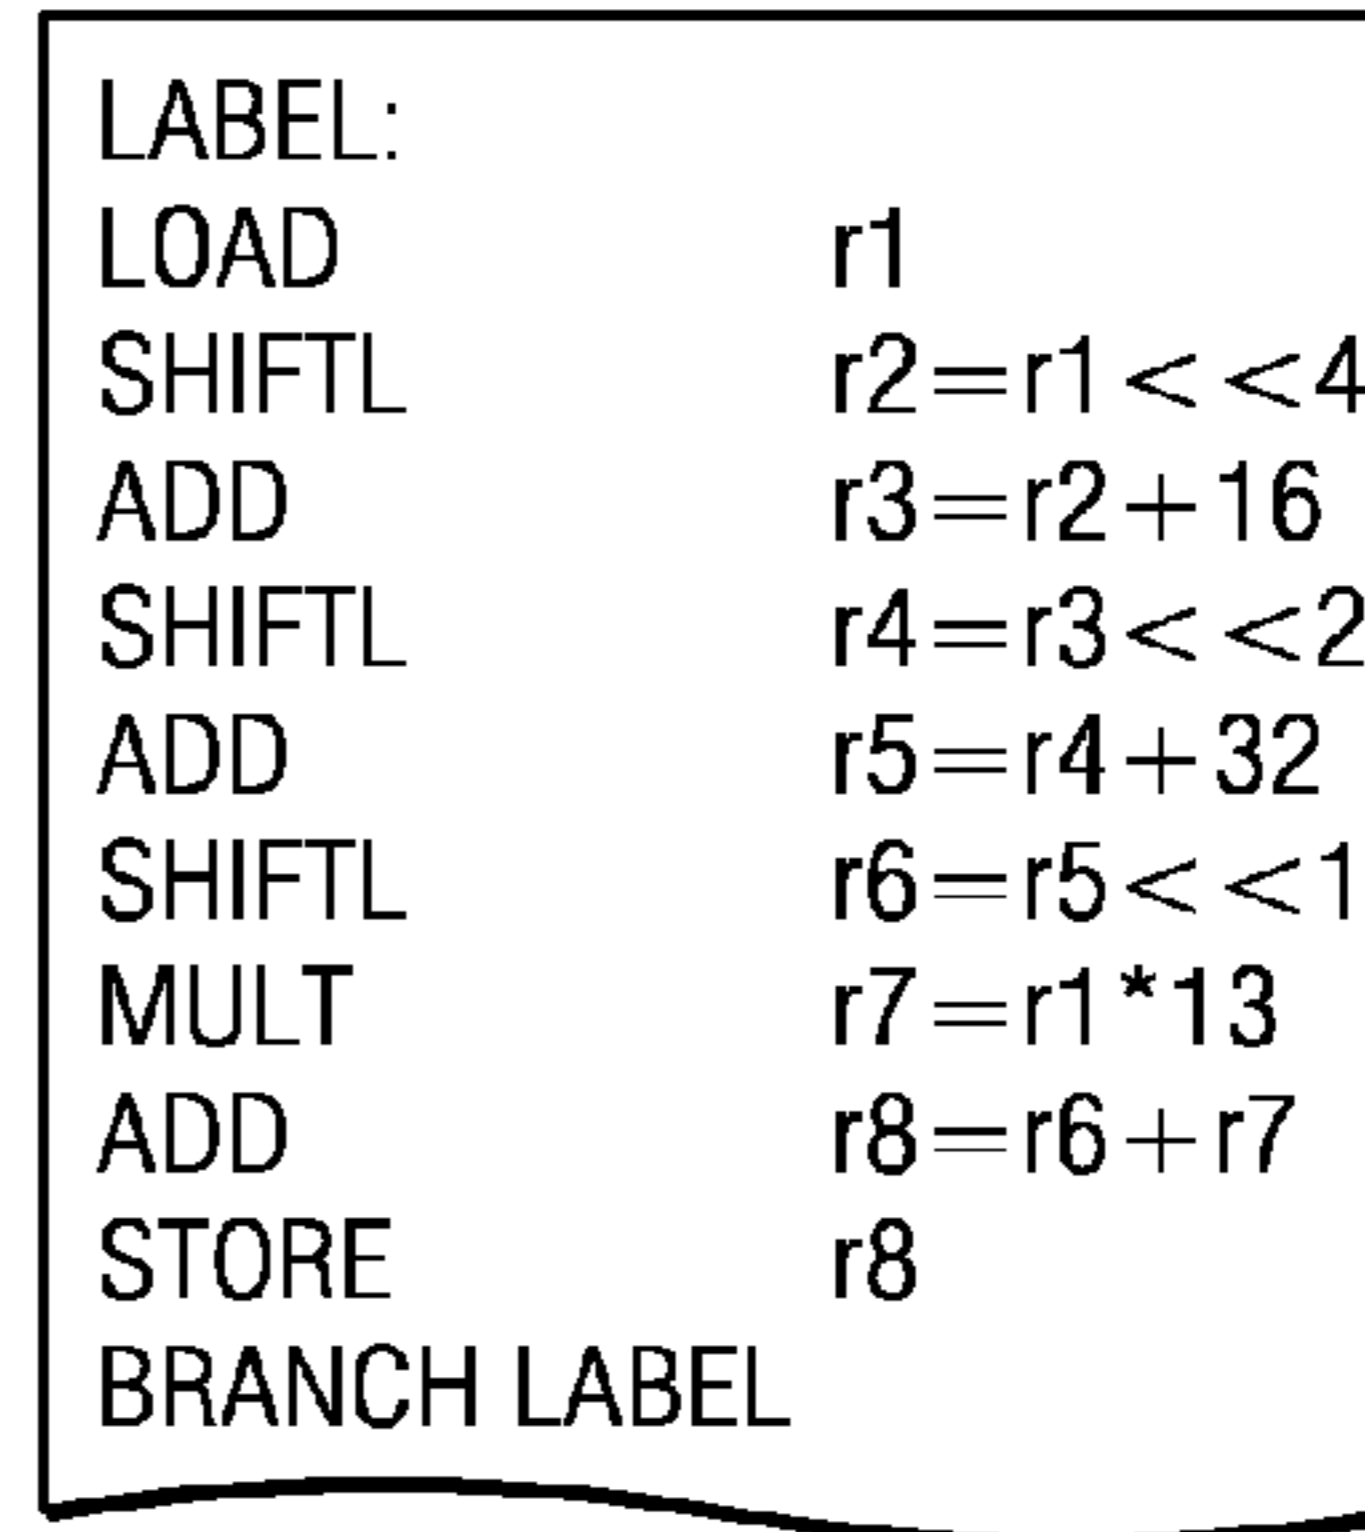 LABEL:
LOAD r1
SHIFTL r2=r1<<4
ADD r3=r2+16
SHIFTL r4=r3<<2
ADD r5=r4+32
SHIFTL r6=r5<<1
MULT r7=r1*13
ADD r8=r6+r7
STORE r8
BRANCH LABEL